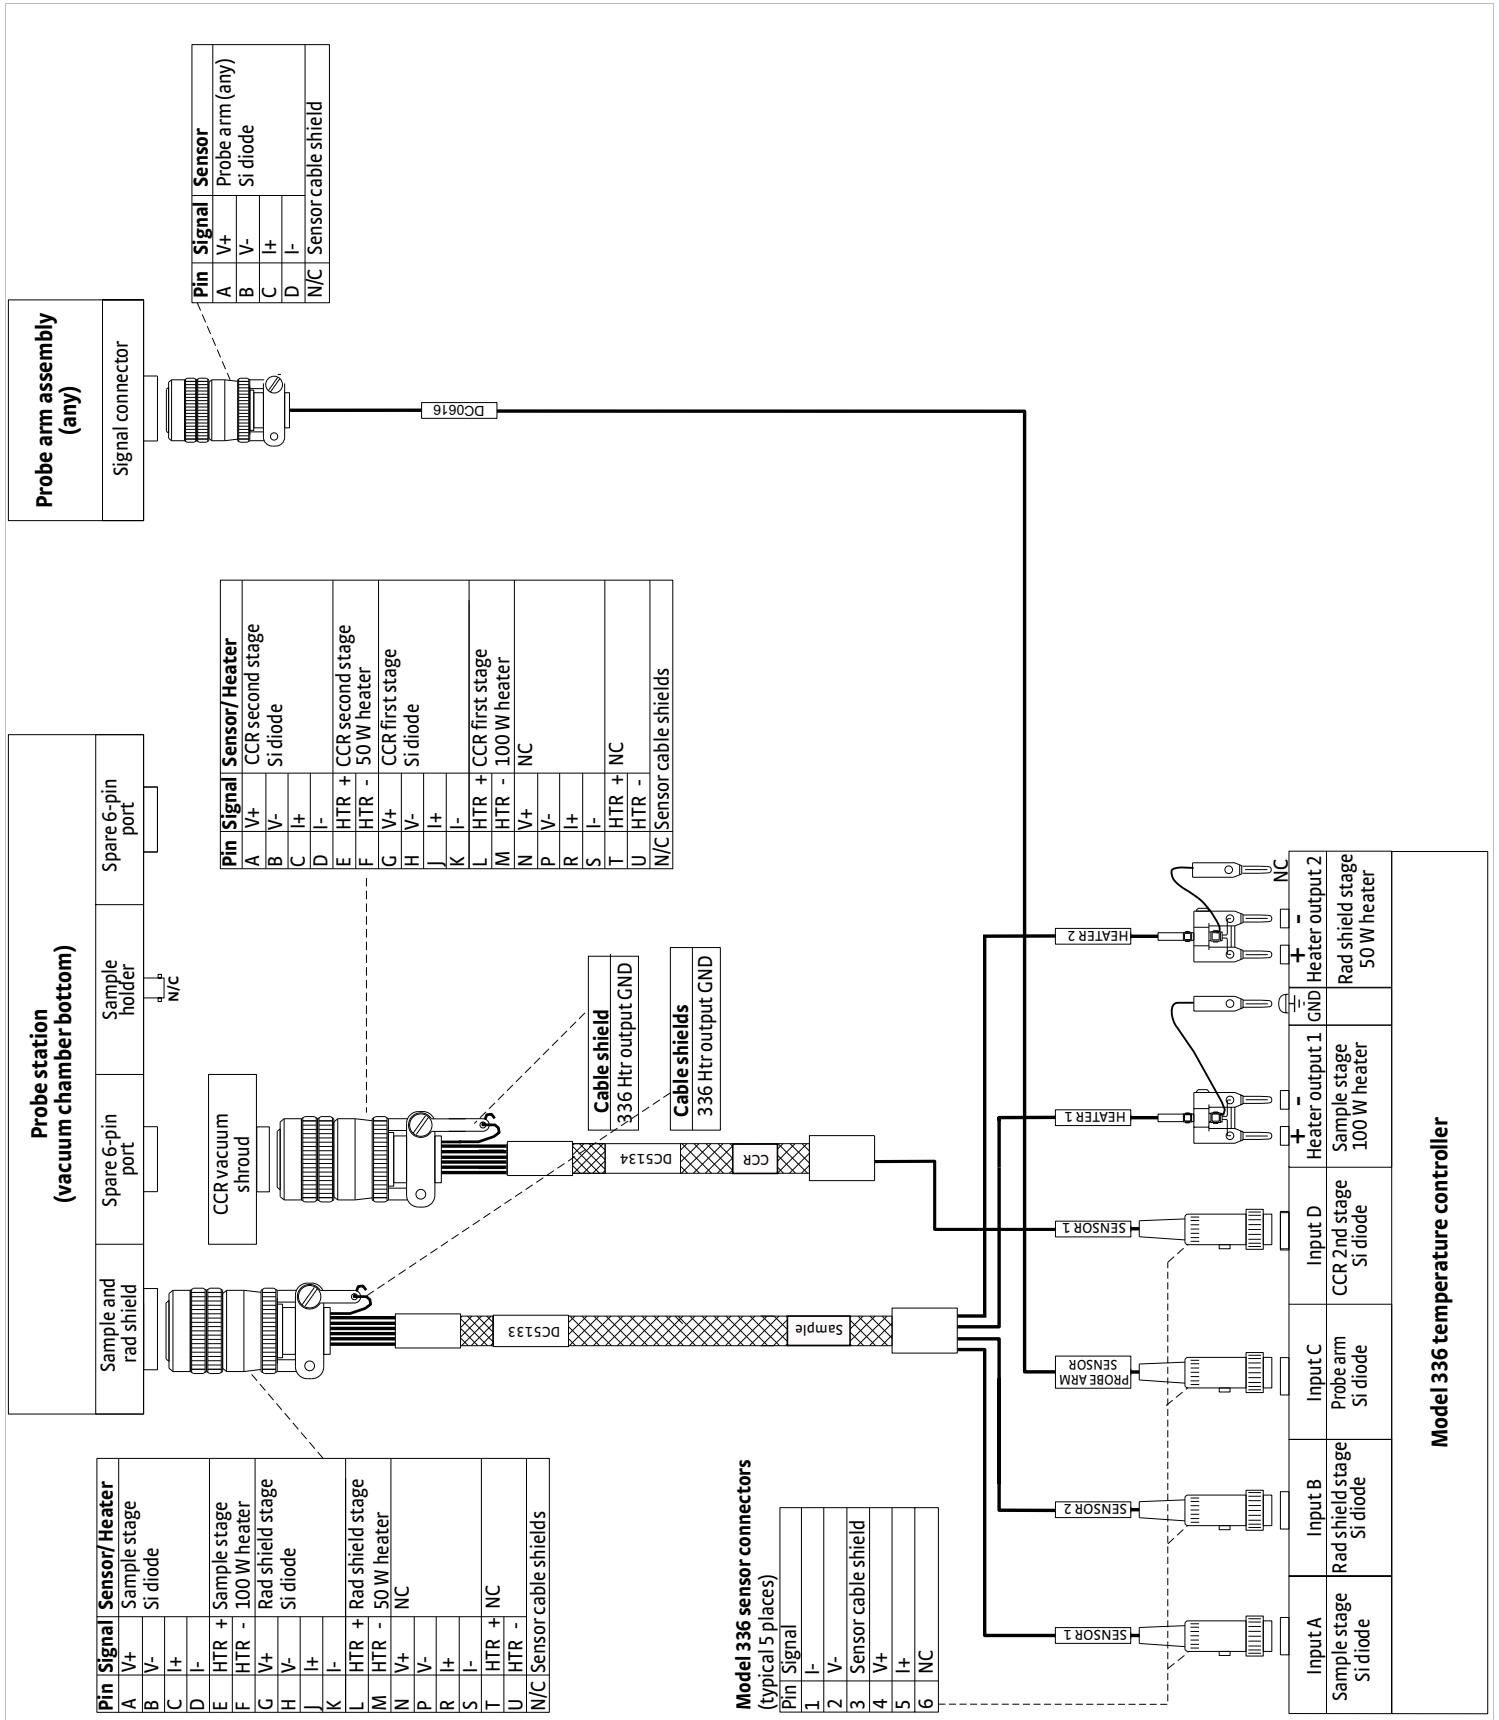 Probe station
(vacuum chamber bottom)
Sample and
rad shield
Spare 6-pin
port
Sample
holder
N/C
Spare 6-pin
port
Probe arm assembly
(any)
Signal connector
CCR vacuum
shroud
Pin Signal Sensor
A V+ Probe arm (any)
B V- Si diode
C I+
D I-
N/C Sensor cable shield
Pin Signal Sensor/Heater
A V+ CCR second stage
B V- Si diode
C I+
D I-
E HTR + CCR second stage
F HTR - 50 W heater
G V+ CCR first stage
H V- Si diode
J I+
K I-
L HTR + CCR first stage
M HTR - 100 W heater
N V+ NC
P V-
R I+
S I-
T HTR + NC
U HTR -
N/C Sensor cable shields
Pin Signal Sensor/Heater
A V+ Sample stage
B V- Si diode
C I+
D I-
E HTR + Sample stage
F HTR - 100 W heater
G V+ Rad shield stage
H V- Si diode
J I+
K I-
L HTR + Rad shield stage
M HTR - 50 W heater
N V+ NC
P V-
R I+
S I-
T HTR + NC
U HTR -
N/C Sensor cable shields
Cable shield
336 Htr output GND
Cable shields
336 Htr output GND
DC5133
Sample
DC5134
CCR
DC0616
Model 336 sensor connectors
(typical 5 places)
Pin Signal
1 I-
2 V-
3 Sensor cable shield
4 V+
5 I+
6 NC
SENSOR 1
SENSOR 2
PROBE ARM
SENSOR
SENSOR 1
HEATER 1
HEATER 2
+ -
+ - NC
Input A
Sample stage
Si diode
Input B
Rad shield stage
Si diode
Input C
Probe arm
Si diode
Input D
CCR 2nd stage
Si diode
Heater output 1
Sample stage
100 W heater
GND
Heater output 2
Rad shield stage
50 W heater
Model 336 temperature controller